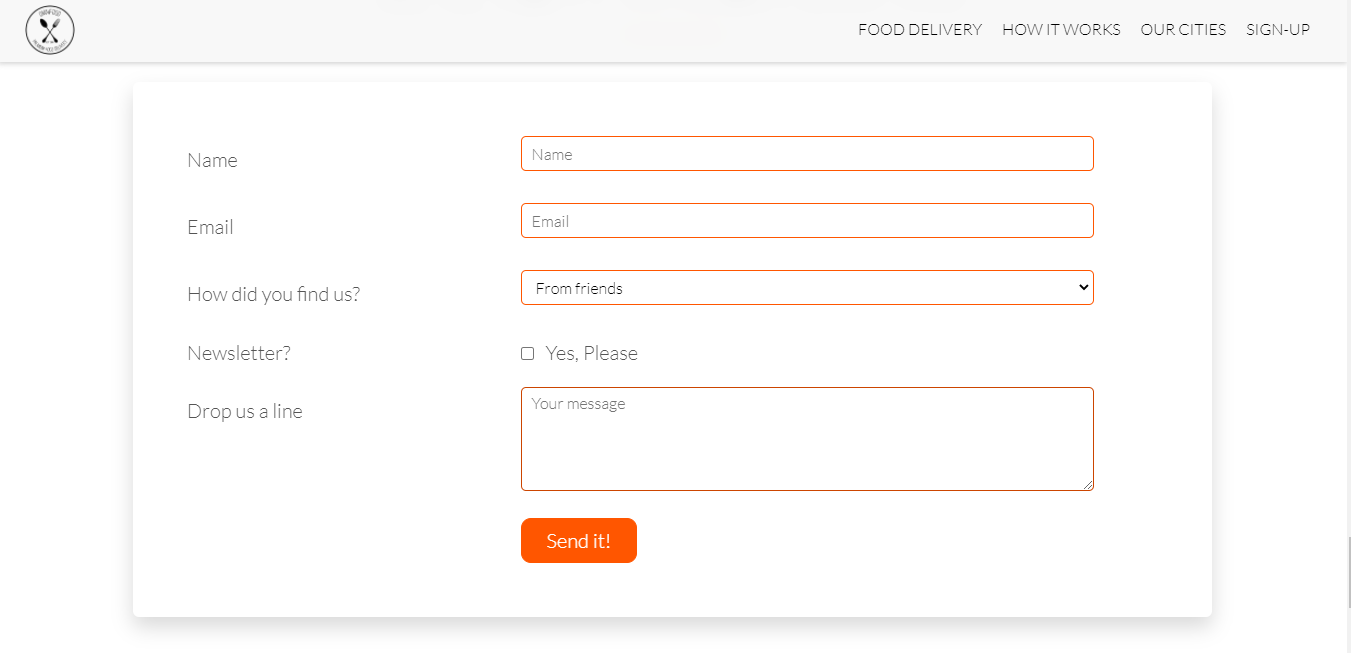 FOOD DELIVERY HOW IT WORKS OUR CITIES SIGN-UP
Name
Name
Email
Email
How did you find us?
From friends
Newsletter?
Yes, Please
Drop us a line
Your message
Send it!